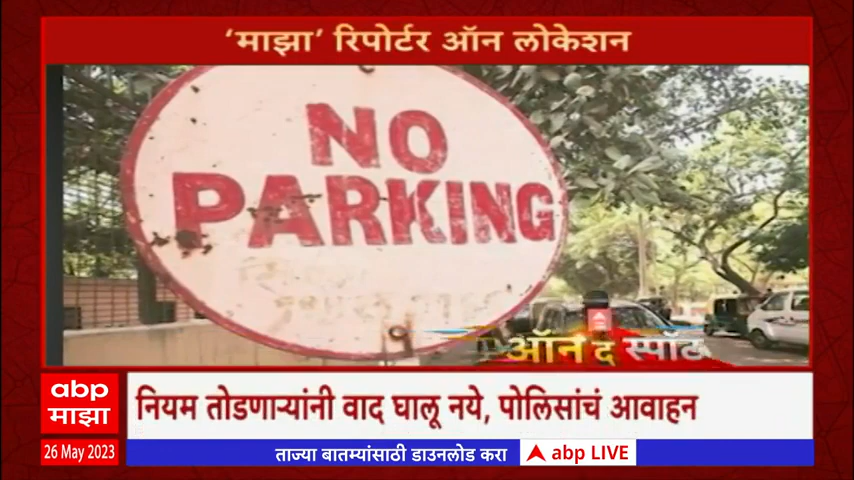 ‘माझा’ रिपोर्टर ऑन लोकेशन
NO
PARKING
ऑन द स्पॉट
abp
माझा
नियम तोडणाऱ्यांनी वाद घालू नये, पोलिसांचं आवाहन
26 May 2023
ताज्या बातम्यांसाठी डाउनलोड करा
abp LIVE